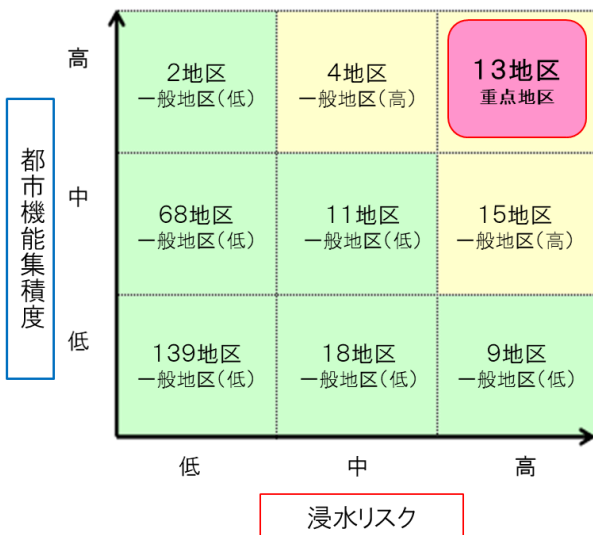 高
2地区
一般地区(低)
4地区
一般地区(高)
13地区
重点地区
都市機能集積度
中
68地区
一般地区(低)
11地区
一般地区(低)
15地区
一般地区(高)
低
139地区
一般地区(低)
18地区
一般地区(低)
9地区
一般地区(低)
低
中
高
浸水リスク